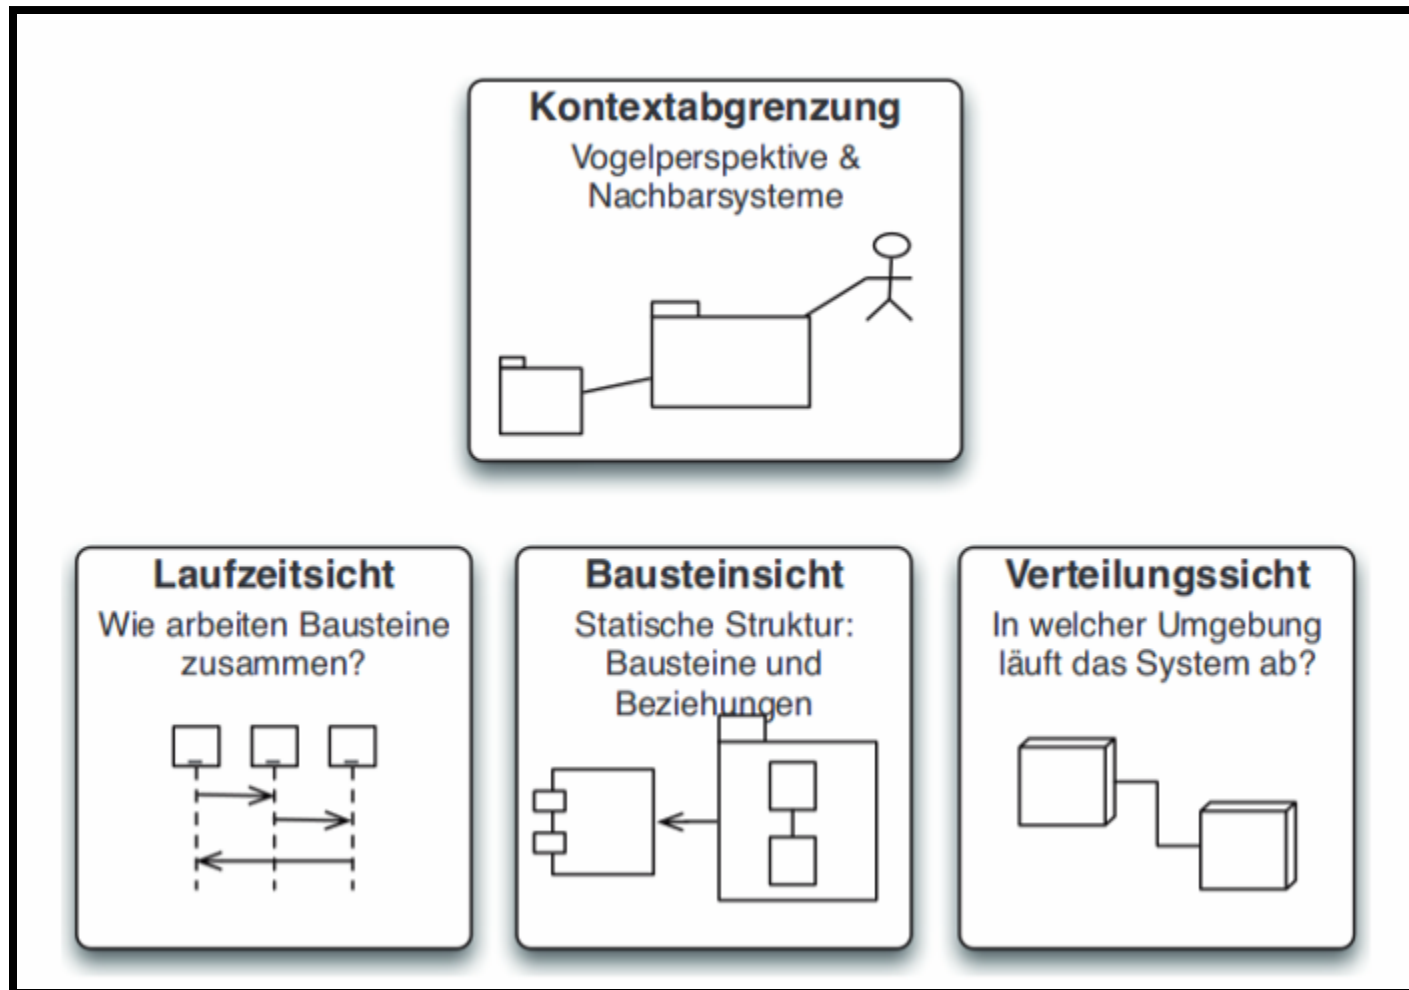 Kontextabgrenzung
Vogelperspektive &
Nachbarsysteme
Laufzeitsicht
Wie arbeiten Bausteine
zusammen?
Bausteinsicht
Statische Struktur:
Bausteine und
Beziehungen
Verteilungssicht
In welcher Umgebung
läuft das System ab?